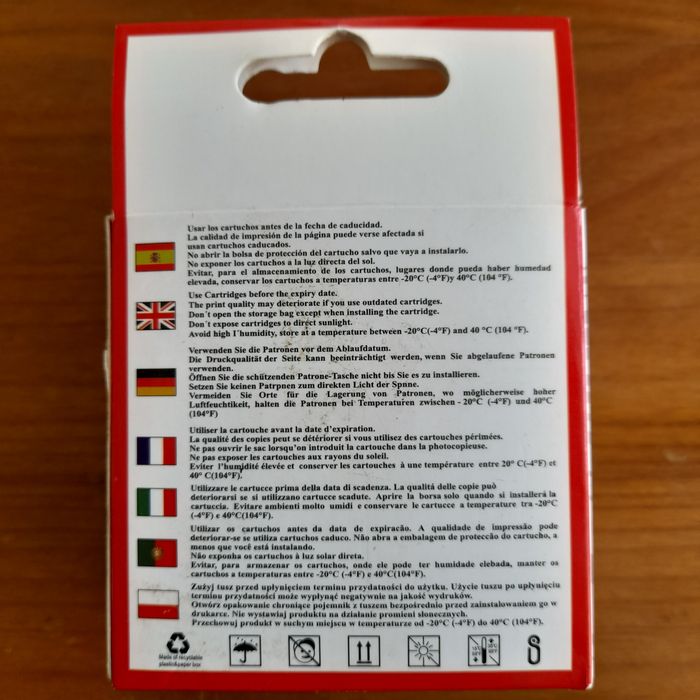 Usar los cartuchos antes de la fecha de caducidad.
La calidad de impresión de la página puede verse afectada si
usan cartuchos caducados.
No abrir la bolsa de protección del cartucho salvo que vaya a instalarlo.
No exponer los cartuchos a la luz directa del sol.
Evitar, para el almacenamiento de los cartuchos, lugares donde pueda haber humedad
elevada, conservar los cartuchos a temperaturas entre -20°C (-4°F)y 40°C (104 °F).
Use Cartridges before the expiry date.
The print quality may deteriorate if you use outdated cartridges.
Don´t open the storage bag except when installing the cartridge.
Don´t expose cartridges to direct sunlight.
Avoid high I´humidity, store at a temperature between -20°C(-4°F) and 40 °C (104 °F).
Verwenden Sie die Patronen vor dem Ablaufdatum.
Die Druckqualität der Seite kann beeinträchtigt werden, wenn Sie abgelaufene Patronen
verwenden.
Öffnen Sie die schützenden Patrone-Tasche nicht bis Sie es zu installieren.
Setzen Sie keinen Patrpnen zum direkten Licht der Spnne.
Vermeiden Sie Orte für die Lagerung von Patronen, wo möglicherweise hoher
Luftfeuchtikeit, halten die Patronen bei Temperaturen zwischen - 20°C (-4°F) und 40°C
(104°F)
Utiliser la cartouche avant la date d'expiration.
La qualité des copies peut se détériorer si vous utilisez des cartouches périmées.
Ne pas ouvrir le sac lorsqu'on introduit la cartouche dans la photocopieuse.
Ne pas exposer les cartouches aux rayons du soleil.
Eviter l'humidité élevée et conserver les cartouches à une température entre 20° C(-4°F) et
40° C(104°F).
Utilizzare le cartucce prima della data di scadenza. La qualità delle copie può
deteriorarsi se si utilizzano cartucce scadute. Aprire la borsa solo quando si installerá la
cartuccia. Evitare ambienti molto umidi e conservare le cartucce a temperature tra -20°C
(-4°F) e 40°C(104°F).
Utilizar os cartuchos antes da data de expiracão. A qualidade de impressão pode
deteriorar-se se utilizados cartuchos caduco. Não abra a embalagem de protecção do cartucho, a
menos que você está instalando.
Não exponha os cartuchos à luz solar direta.
Evitar, para armazenar os cartuchos, onde ele pode ter humidade elebada, manter os
cartuchos a temperaturas entre -20°C (-4°F) e 40°C(104°F).
Zużyj tusz przed upłynięciem terminu przydatności do użytku. Użycie tuszu po upłynięciu
terminu przydatności może wypłynąć negatywnie na jakość wydruków.
Otwórz opakowanie chroniące pojemnik z tuszem bezpośrednio przed zainstalowaniem go w
drukarce. Nie wystawiaj produktu na działanie promieni słonecznych.
Przechowuj produkt w suchym miejscu w temperaturze od -20°C (-4°F) do 40°C (104°F).
Made of recyclable
plastic&paper box